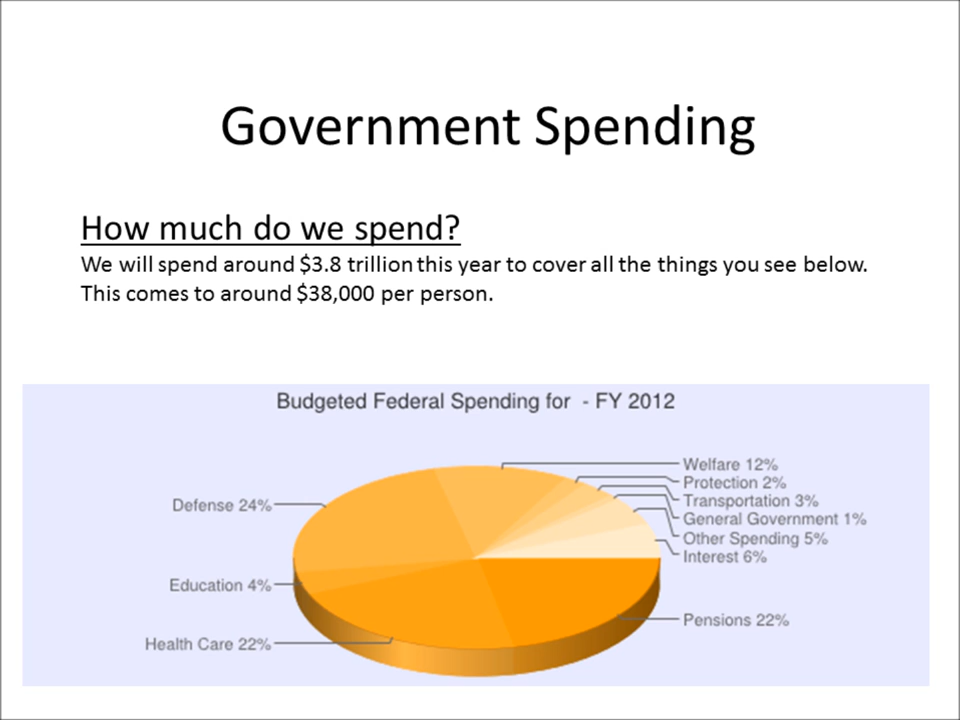 Government Spending
How much do we spend?
We will spend around $3.8 trillion this year to cover all the things you see below.
This comes to around $38,000 per person.
Budgeted Federal Spending for - FY 2012
Welfare 12%
Protection 2%
Transportation 3%
General Government 1%
Other Spending 5%
Interest 6%
Pensions 22%
Defense 24%
Education 4%
Health Care 22%